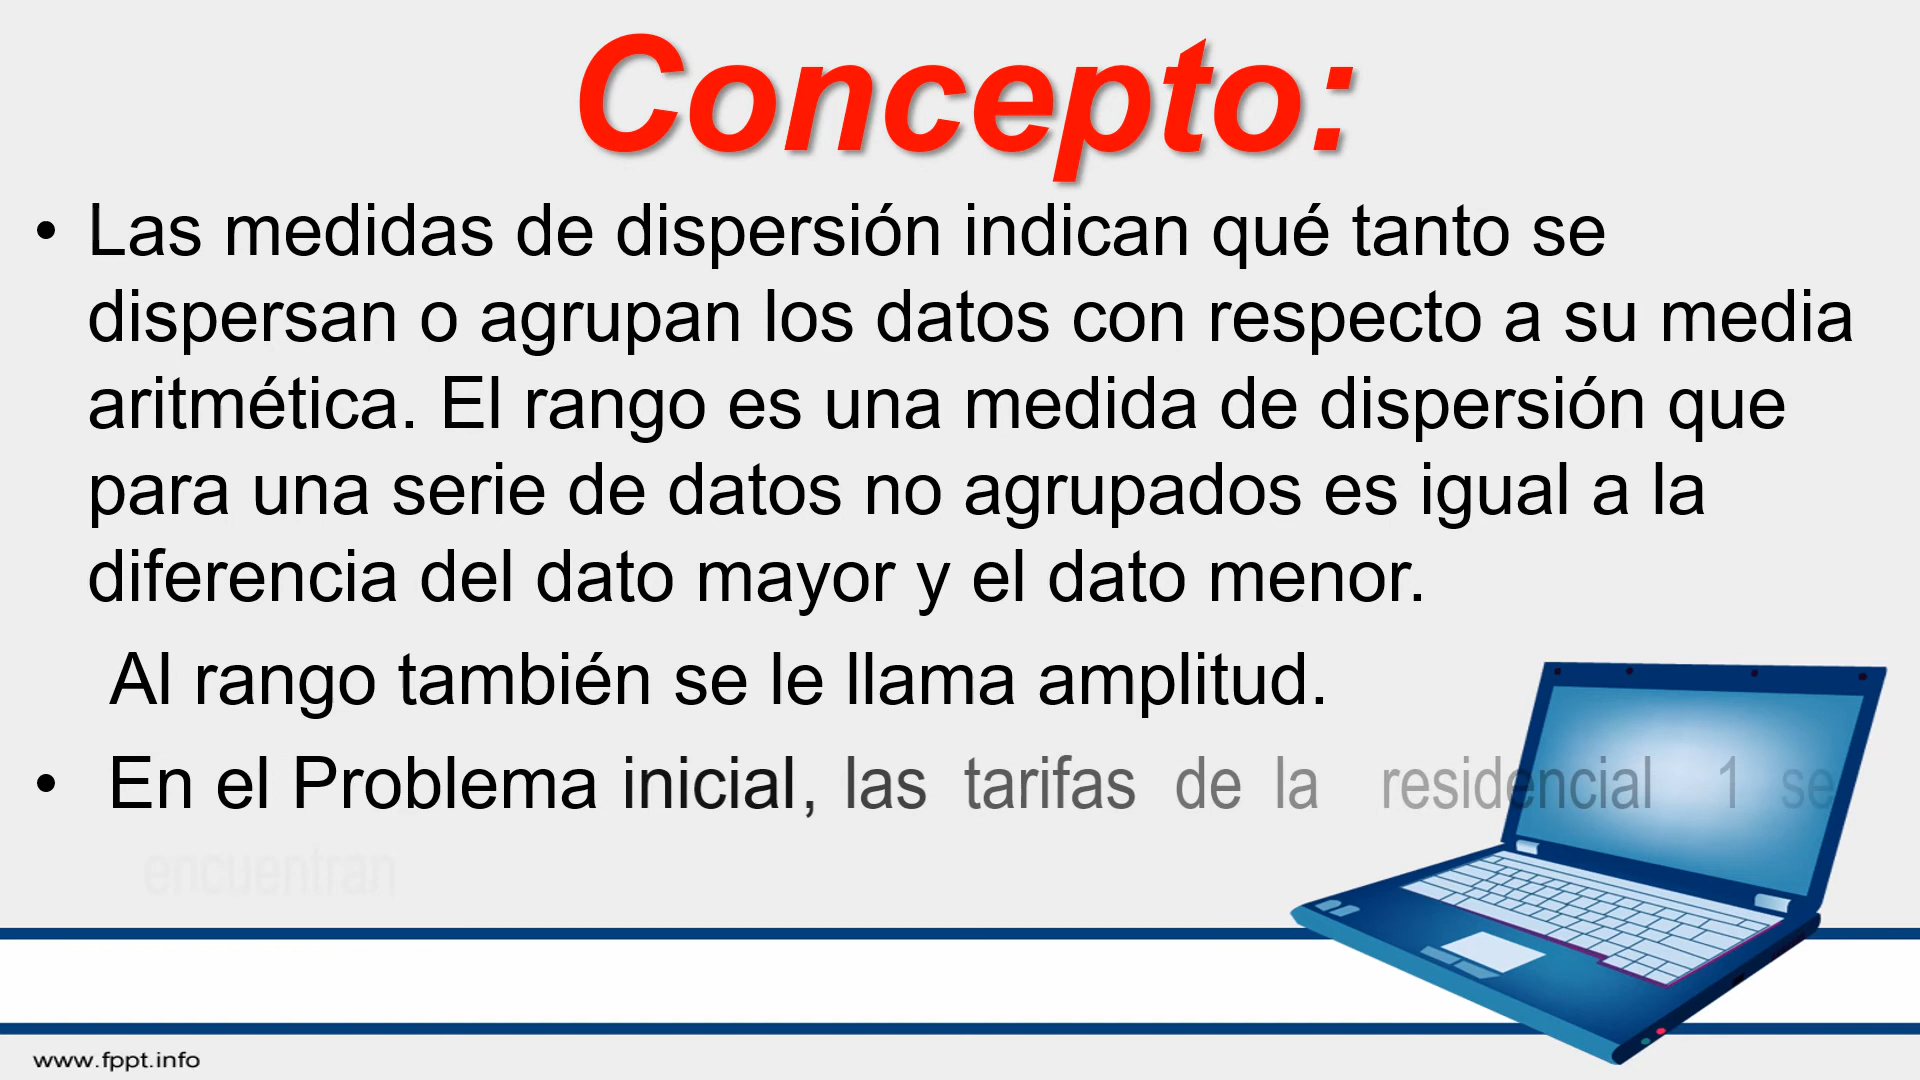 Concepto:
• Las medidas de dispersión indican qué tanto se
dispersan o agrupan los datos con respecto a su media
aritmética. El rango es una medida de dispersión que
para una serie de datos no agrupados es igual a la
diferencia del dato mayor y el dato menor.
Al rango también se le llama amplitud.
• En el Problema inicial, las tarifas de la residencial 1 se
encuentran
www.fppt.info